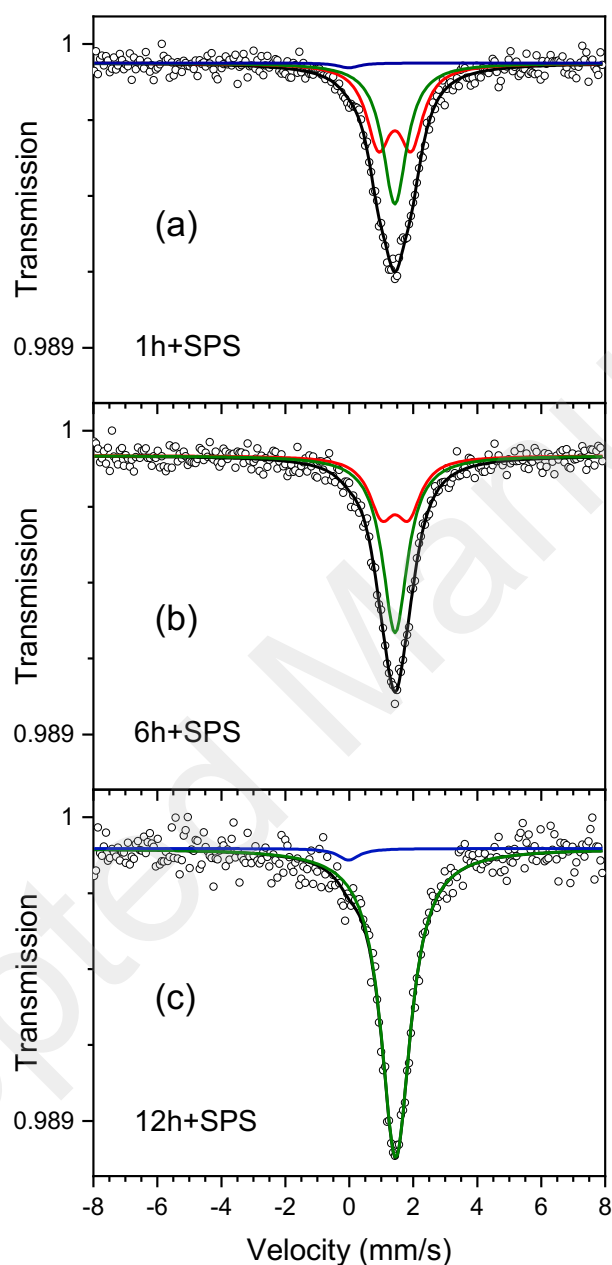 1
Transmission
(a)
0.989
1h+SPS
1
Transmission
(b)
0.989
6h+SPS
1
Transmission
(c)
0.989
12h+SPS
-8 -6 -4 -2 0 2 4 6 8
Velocity (mm/s)